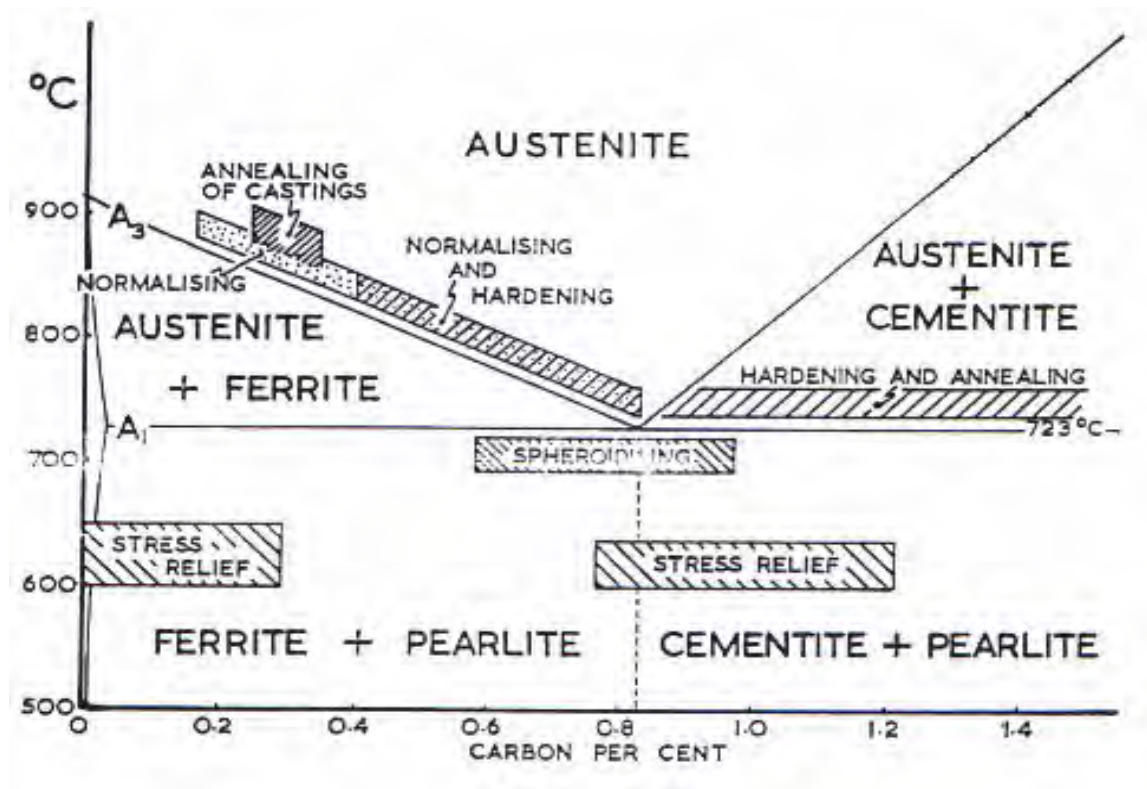 °C
AUSTENITE
ANNEALING
OF CASTINGS
900
A3
NORMALISING
AND
HARDENING
NORMALISING
AUSTENITE
+
CEMENTITE
AUSTENITE
+ FERRITE
800
HARDENING AND ANNEALING
A1
723°C
700
SPHEROIDISING
STRESS
RELIEF
STRESS RELIEF
600
FERRITE + PEARLITE
CEMENTITE + PEARLITE
500
0 0.2 0.4 0.6 0.8 1.0 1.2 1.4
CARBON PER CENT